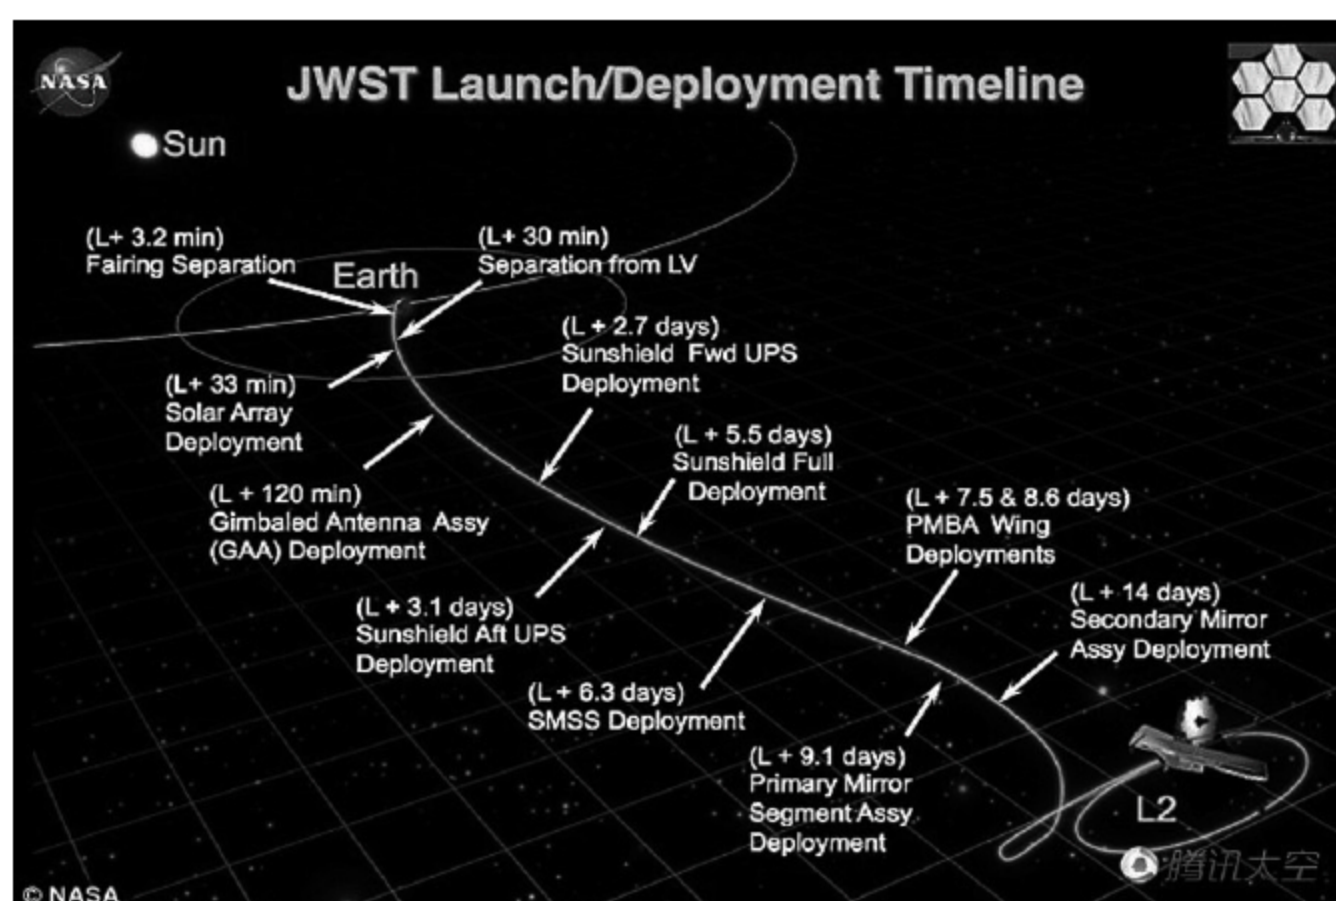 NASA
JWST Launch/Deployment Timeline
Sun
(L+ 3.2 min)
Fairing Separation
(L+ 30 min)
Separation from LV
Earth
(L + 2.7 days)
Sunshield Fwd UPS
Deployment
(L+ 33 min)
Solar Array
Deployment
(L + 5.5 days)
Sunshield Full
Deployment
(L + 120 min)
Gimbaled Antenna Assy
(GAA) Deployment
(L + 7.5 & 8.6 days)
PMBA Wing
Deployments
(L + 3.1 days)
Sunshield Aft UPS
Deployment
(L + 14 days)
Secondary Mirror
Assy Deployment
(L + 6.3 days)
SMSS Deployment
(L + 9.1 days)
Primary Mirror
Segment Assy
Deployment
L2
腾讯太空
© NASA